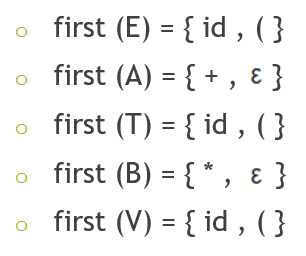 first (E) = { id , ( }
first (A) = { + , ε }
first (T) = { id , ( }
first (B) = { * , ε }
first (V) = { id , ( }